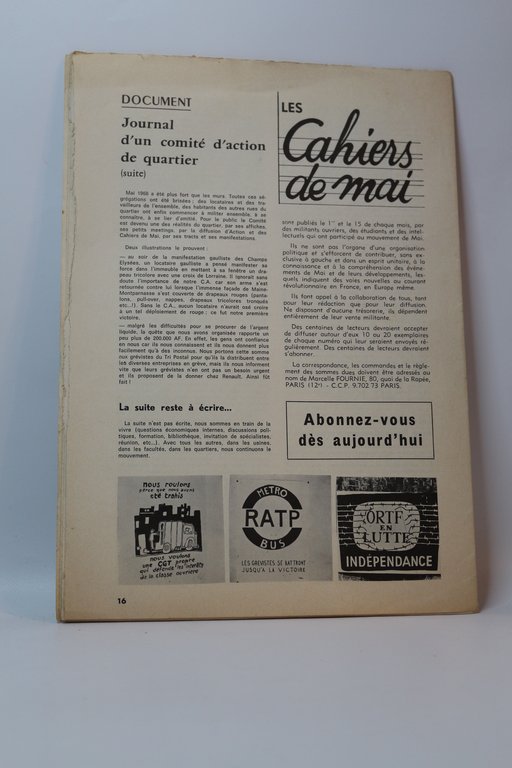 DOCUMENT
Journal
d'un comité d'action
de quartier
(suite)
Mai 1968 a été plus fort que les murs. Toutes ces sé-
grégations ont été brisées ; des locataires et des tra-
vailleurs de l'ensemble, des habitants des autres rues du
quartier ont enfin commencer à militer ensemble, à se
connaître, à se lier d'amitié. Pour le public le Comité
est devenu une des réalités du quartier, par ses affiches,
ses petits meetings, par la diffusion d'Action et des
Cahiers de Mai, par ses tracts et ses manifestations.
Deux illustrations le prouvent :
— au soir de la manifestation gaulliste des Champs
Elysées, un locataire gaulliste a pensé manifester sa
force dans l'immeuble en mettant à sa fenêtre un dra-
peau tricolore avec une croix de Lorraine. Il ignorait sans
doute l'importance de notre C.A. car son arme s'est
retournée contre lui lorsque l'immense façade de Maine-
Montparnasse s'est couverte de drapeaux rouges (panta-
lons, pull-over, nappes, drapeaux tricolores tronqués
etc...!). Sans le C.A., aucun locataire n'aurait osé croire
à un tel déploiement de rouge ; ce fut notre première
victoire.
— malgré les difficultés pour se procurer de l'argent
liquide, la quête que nous avons organisée rapporte un
peu plus de 200.000 AF. En effet, les gens ont confiance
en nous car ils nous connaissent et ils nous donnent plus
facilement qu'à des inconnus. Nous portons cette somme
aux grévistes du Tri Postal pour qu'ils la distribuent entre
les diverses entreprises en grève, mais ils nous informent
vite que leurs grévistes n'en ont pas un besoin urgent
et ils proposent de la donner chez Renault. Ainsi fût
fait !
La suite reste à écrire...
La suite n'est pas écrite, nous sommes en train de la
vivre (questions économiques internes, discussions poli-
tiques, formation, bibliothèque, invitation de spécialistes,
réunion, etc...). Avec tous les autres, dans les usines
dans les facultés, dans les quartiers, nous continuons le
mouvement.
LES
Cahiers
de mai
sont publiés le 1er et le 15 de chaque mois, par
des militants ouvriers, des étudiants et des intel-
lectuels qui ont participé au mouvement de Mai.
Ils ne sont pas l'organe d'une organisation
politique et s'efforcent de contribuer, sans ex-
clusive à gauche et dans un esprit unitaire, à la
connaissance et à la compréhension des événe-
ments de Mai et de leurs développements, les-
quels indiquent des voies nouvelles au courant
révolutionnaire en France, en Europe même.
Ils font appel à la collaboration de tous, tant
pour leur rédaction que pour leur diffusion.
Ne disposant d'aucune trésorerie, ils dépendent
entièrement de leur vente militante.
Des centaines de lecteurs devraient accepter
de diffuser autour d'eux 10 ou 20 exemplaires
de chaque numéro qui leur seraient envoyés ré-
gulièrement. Des centaines de lecteurs devraient
s'abonner.
La correspondance, les commandes et le règle-
ment des sommes dues doivent être adressés au
nom de Marcelle FOURNIE, 80, quai de la Rapée,
PARIS (12e). - C.C.P. 9.702 73 PARIS.
Abonnez-vous
dès aujourd'hui
nous roulons
parce que nous avons
été trahis
nous voulons
une CGT propre
qui défende les intérêts
de la classe ouvrière
METRO
RATP
BUS
LES GRÉVISTES SE BATTRONT
JUSQU'A LA VICTOIRE
ORTF
EN
LUTTE
INDÉPENDANCE
16